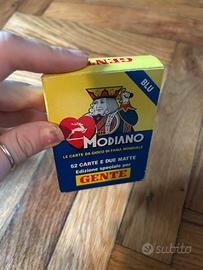 BLU
MODIANO
LE CARTE DA GIOCO DI FAMA MONDIALE
52 CARTE E DUE MATTE
Edizione speciale per
GENTE
subito